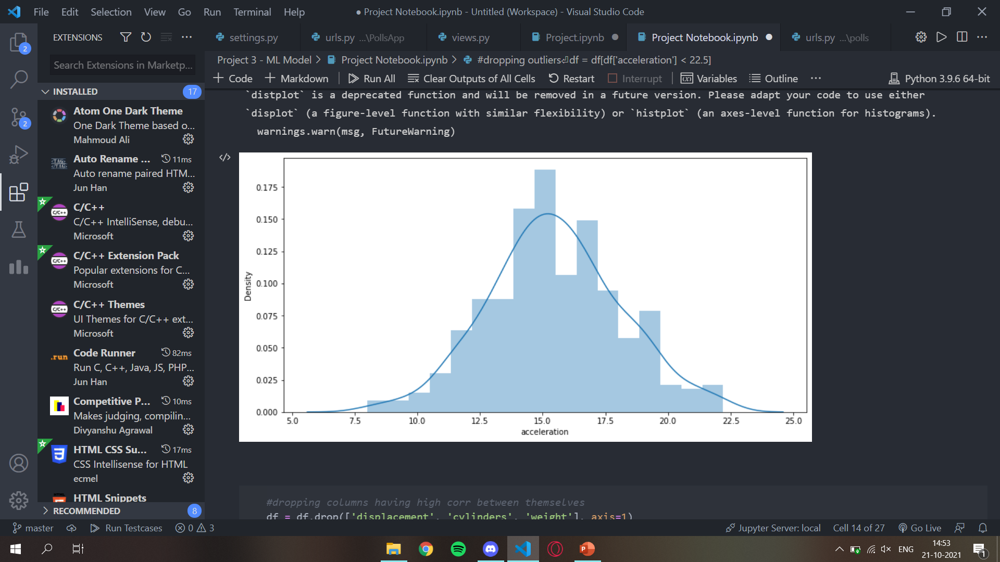 File Edit Selection View Go Run Terminal Help
● Project Notebook.ipynb - Untitled (Workspace) - Visual Studio Code
EXTENSIONS
settings.py
urls.py ...\PollsApp
views.py
Project.ipynb
Project Notebook.ipynb
urls.py ...\polls
2
Search Extensions in Marketp...
Project 3 - ML Model > Project Notebook.ipynb > #dropping outliers⏎df = df[df['acceleration'] < 22.5]
+ Code + Markdown Run All Clear Outputs of All Cells Restart Interrupt Variables Outline ··· Python 3.9.6 64-bit
INSTALLED 17
2
Atom One Dark Theme
One Dark Theme based o...
Mahmoud Ali
Auto Rename ... 11ms
Auto rename paired HTM...
Jun Han
C/C++
C/C++ IntelliSense, debu...
Microsoft
C/C++ Extension Pack
Popular extensions for C...
Microsoft
C/C++ Themes
UI Themes for C/C++ ext...
Microsoft
.run
Code Runner 82ms
Run C, C++, Java, JS, PHP...
Jun Han
Competitive P... 10ms
Makes judging, compilin...
Divyanshu Agrawal
HTML CSS Su... 17ms
CSS Intellisense for HTML
ecmel
HTML Snippets
RECOMMENDED 8
`distplot` is a deprecated function and will be removed in a future version. Please adapt your code to use either
`displot` (a figure-level function with similar flexibility) or `histplot` (an axes-level function for histograms).
warnings.warn(msg, FutureWarning)
0.175
0.150
0.125
0.100
0.075
0.050
0.025
0.000
Density
5.0 7.5 10.0 12.5 15.0 17.5 20.0 22.5 25.0
acceleration
#dropping columns having high corr between themselves
df = df.drop(['displacement', 'cylinders', 'weight'], axis=1)
master Run Testcases 0 3 Jupyter Server: local Cell 14 of 27 Go Live
ENG
14:53
21-10-2021
1